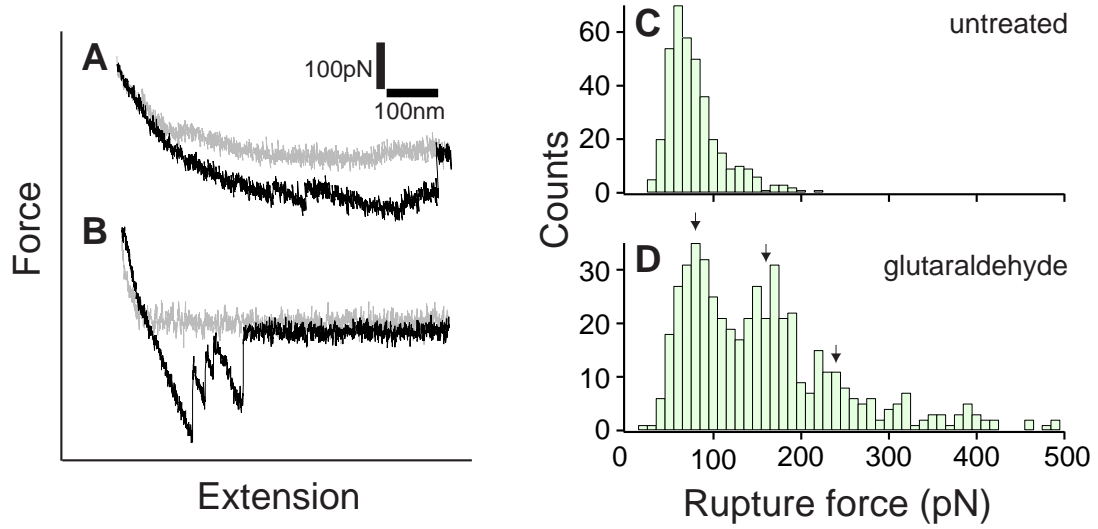 A
100pN
100nm
B
Force
Extension
C
untreated
60
40
20
0
Counts
D
glutaraldehyde
30
20
10
0
0 100 200 300 400 500
Rupture force (pN)